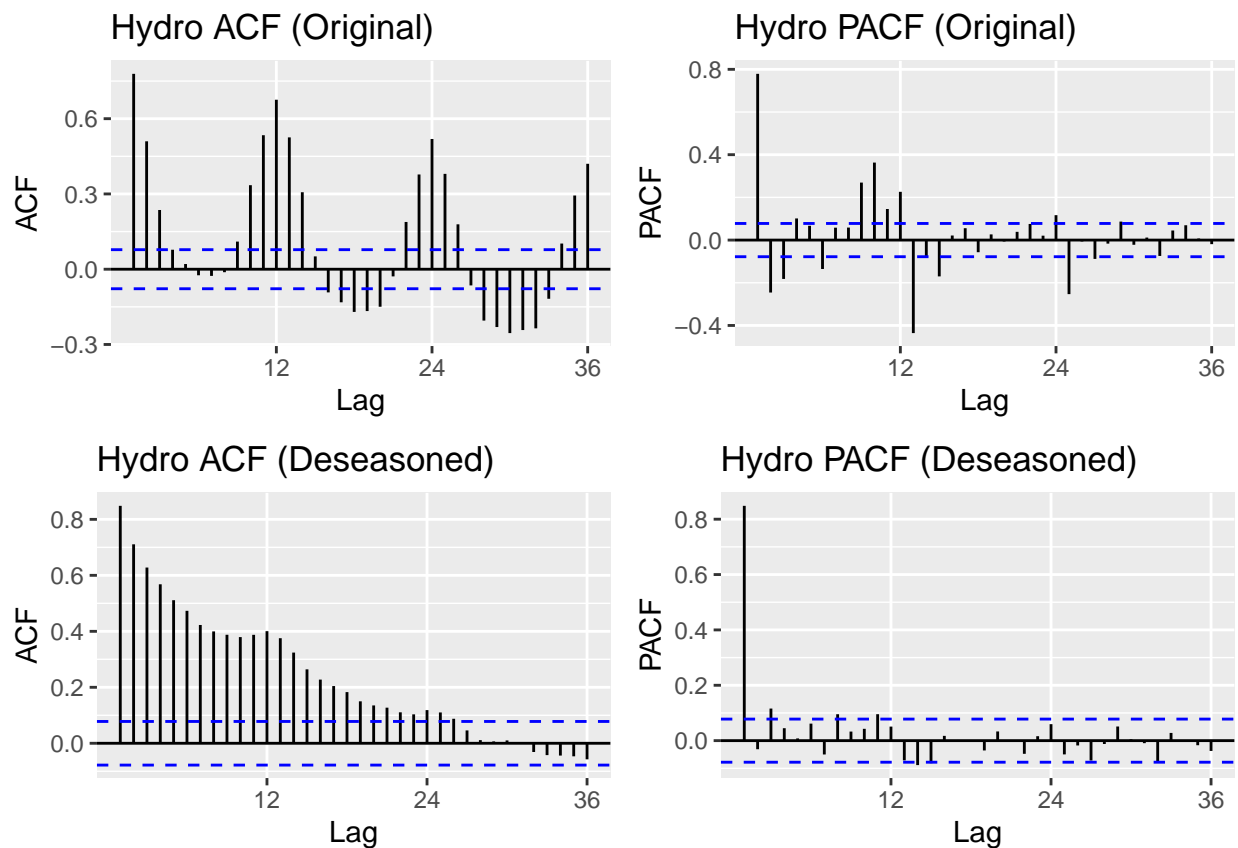 Hydro ACF (Original)
0.6
0.3
0.0
−0.3
ACF
12
24
36
Lag
Hydro PACF (Original)
0.8
0.4
0.0
−0.4
PACF
12
24
36
Lag
Hydro ACF (Deseasoned)
0.8
0.6
0.4
0.2
0.0
ACF
12
24
36
Lag
Hydro PACF (Deseasoned)
0.8
0.6
0.4
0.2
0.0
PACF
12
24
36
Lag